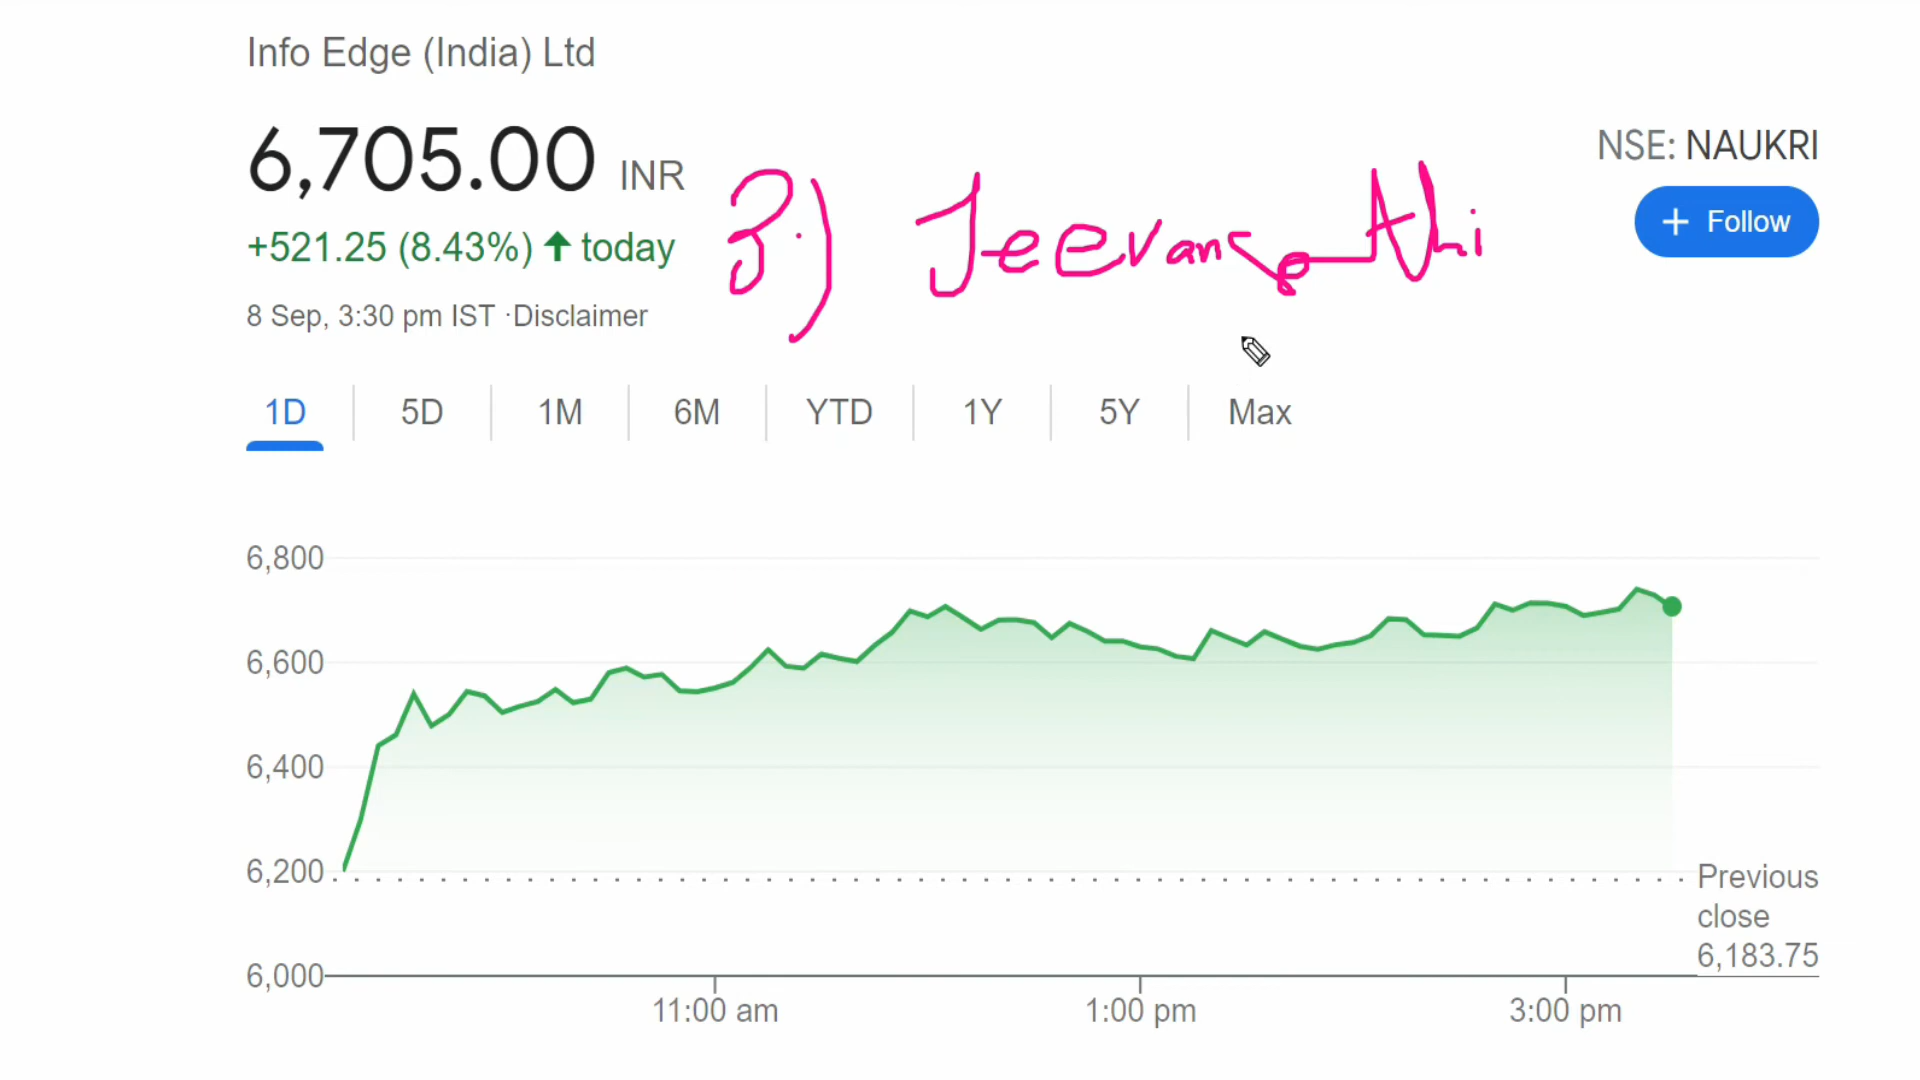 Info Edge (India) Ltd
6,705.00 INR
NSE: NAUKRI
+ Follow
+521.25 (8.43%) ↑ today
3.) Jeevansathi
8 Sep, 3:30 pm IST ·Disclaimer
1D 5D 1M 6M YTD 1Y 5Y Max
6,800
6,600
6,400
6,200
Previous
close
6,183.75
6,000
11:00 am 1:00 pm 3:00 pm